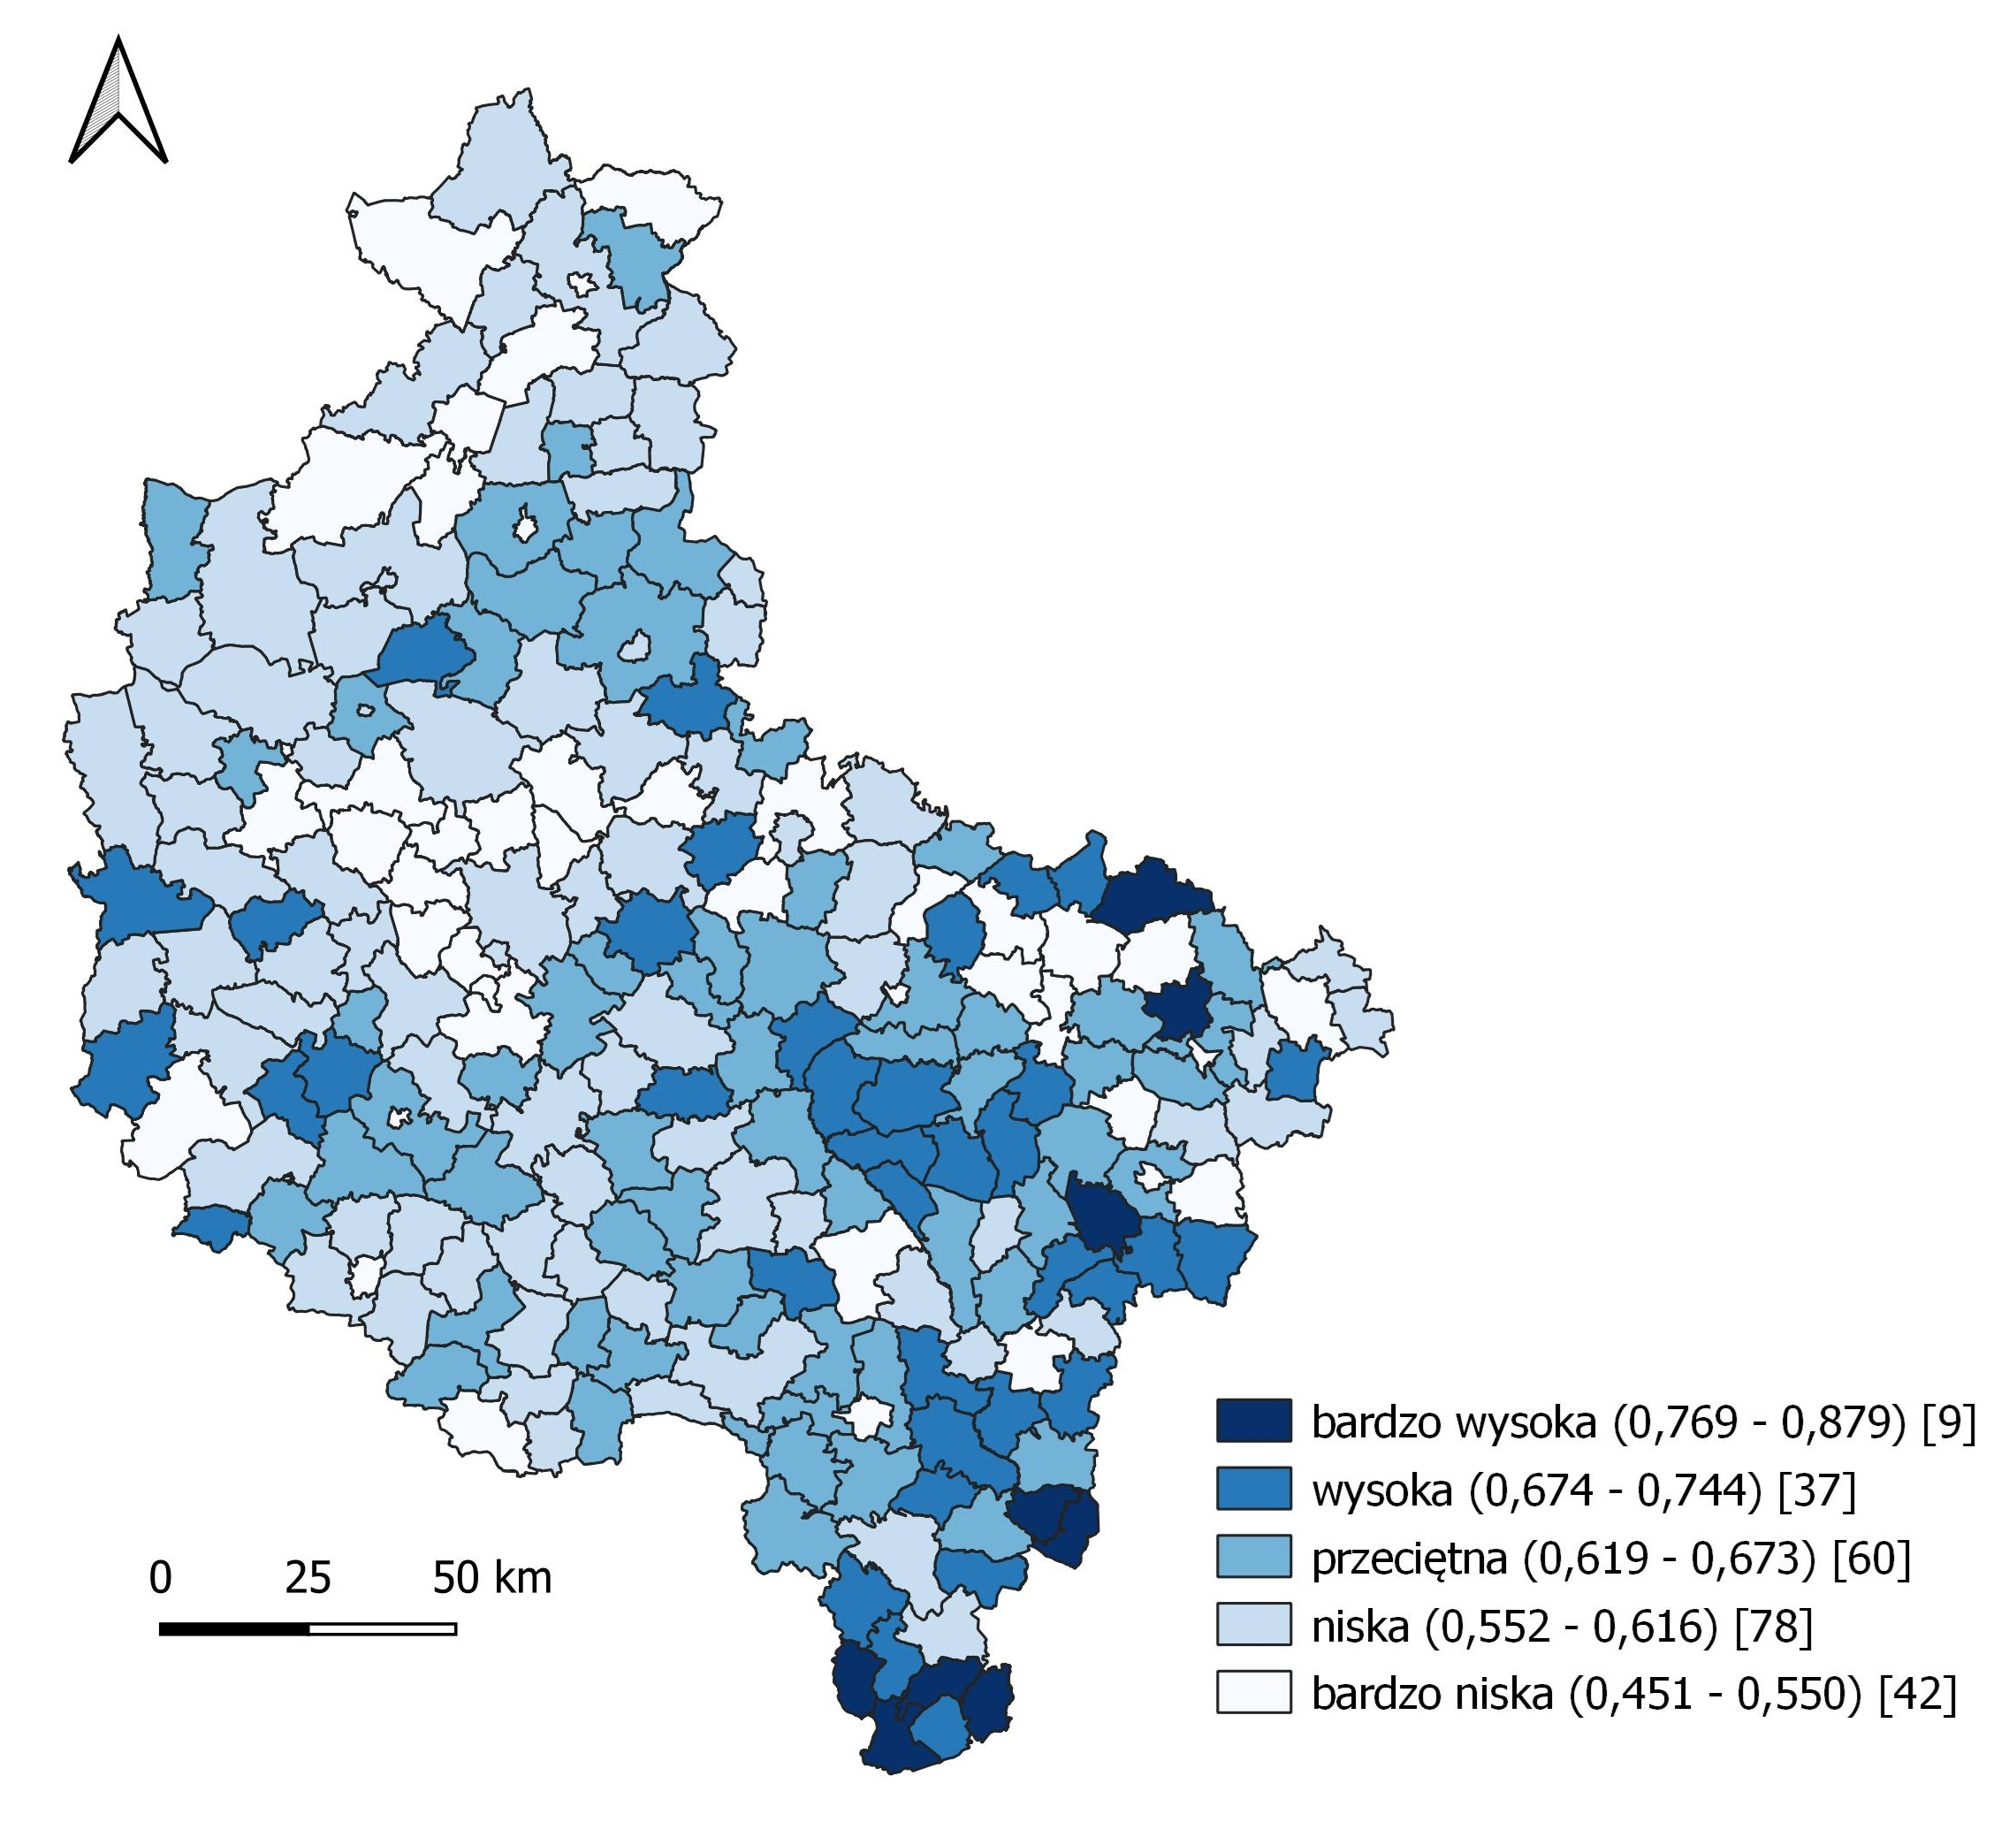 bardzo wysoka (0,769 - 0,879) [9]
wysoka (0,674 - 0,744) [37]
przeciętna (0,619 - 0,673) [60]
niska (0,552 - 0,616) [78]
bardzo niska (0,451 - 0,550) [42]
0 25 50 km